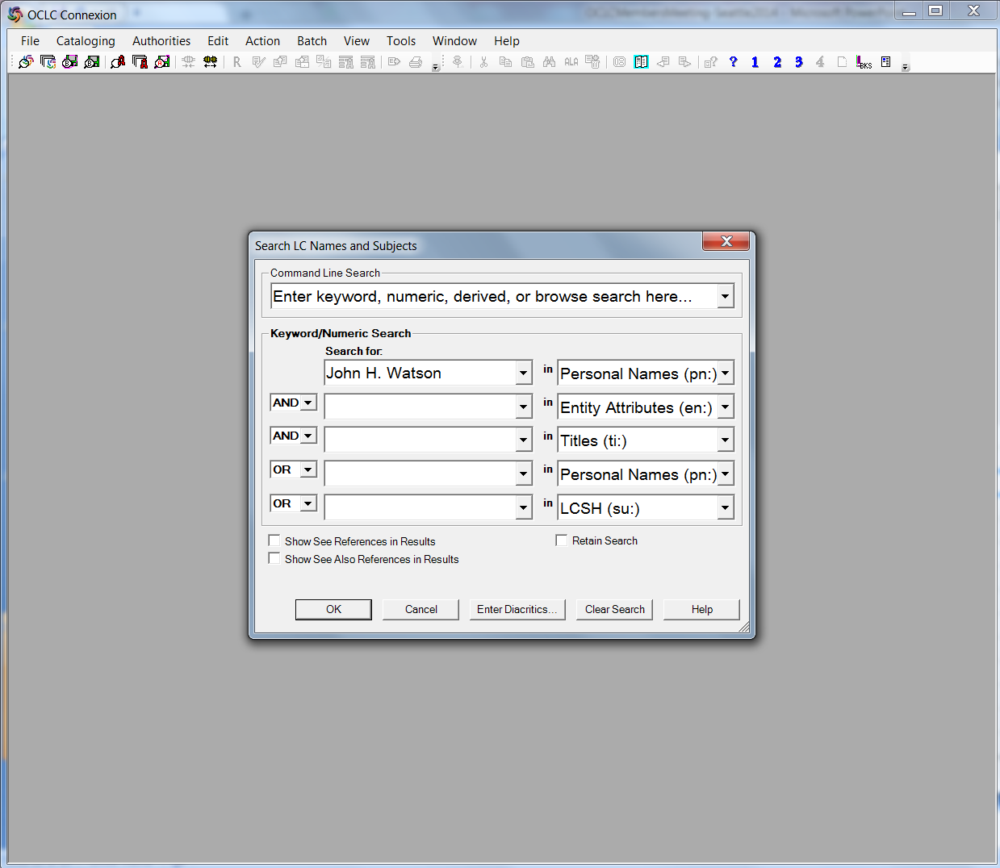 OCLC Connexion
File Cataloging Authorities Edit Action Batch View Tools Window Help
R ALA ? ? 1 2 3 4 BKS
Search LC Names and Subjects
Command Line Search
Enter keyword, numeric, derived, or browse search here...
Keyword/Numeric Search
Search for:
John H. Watson in Personal Names (pn:)
AND in Entity Attributes (en:)
AND in Titles (ti:)
OR in Personal Names (pn:)
OR in LCSH (su:)
Show See References in Results Retain Search
Show See Also References in Results
OK Cancel Enter Diacritics... Clear Search Help